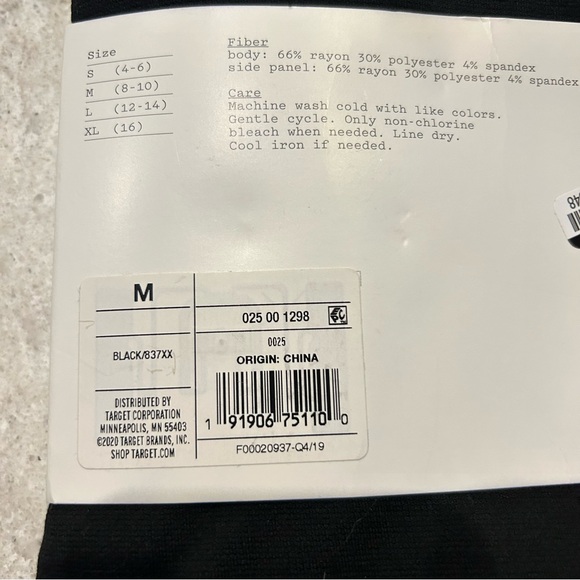 Size
S (4-6)
M (8-10)
L (12-14)
XL (16)
Fiber
body: 66% rayon 30% polyester 4% spandex
side panel: 66% rayon 30% polyester 4% spandex
Care
Machine wash cold with like colors.
Gentle cycle. Only non-chlorine
bleach when needed. Line dry.
Cool iron if needed.
48
M
025 00 1298
0025
BLACK/837XX
ORIGIN: CHINA
DISTRIBUTED BY
TARGET CORPORATION
MINNEAPOLIS, MN 55403
©2020 TARGET BRANDS, INC.
SHOP TARGET.COM
1 91906 75110 0
F00020937-Q4/19